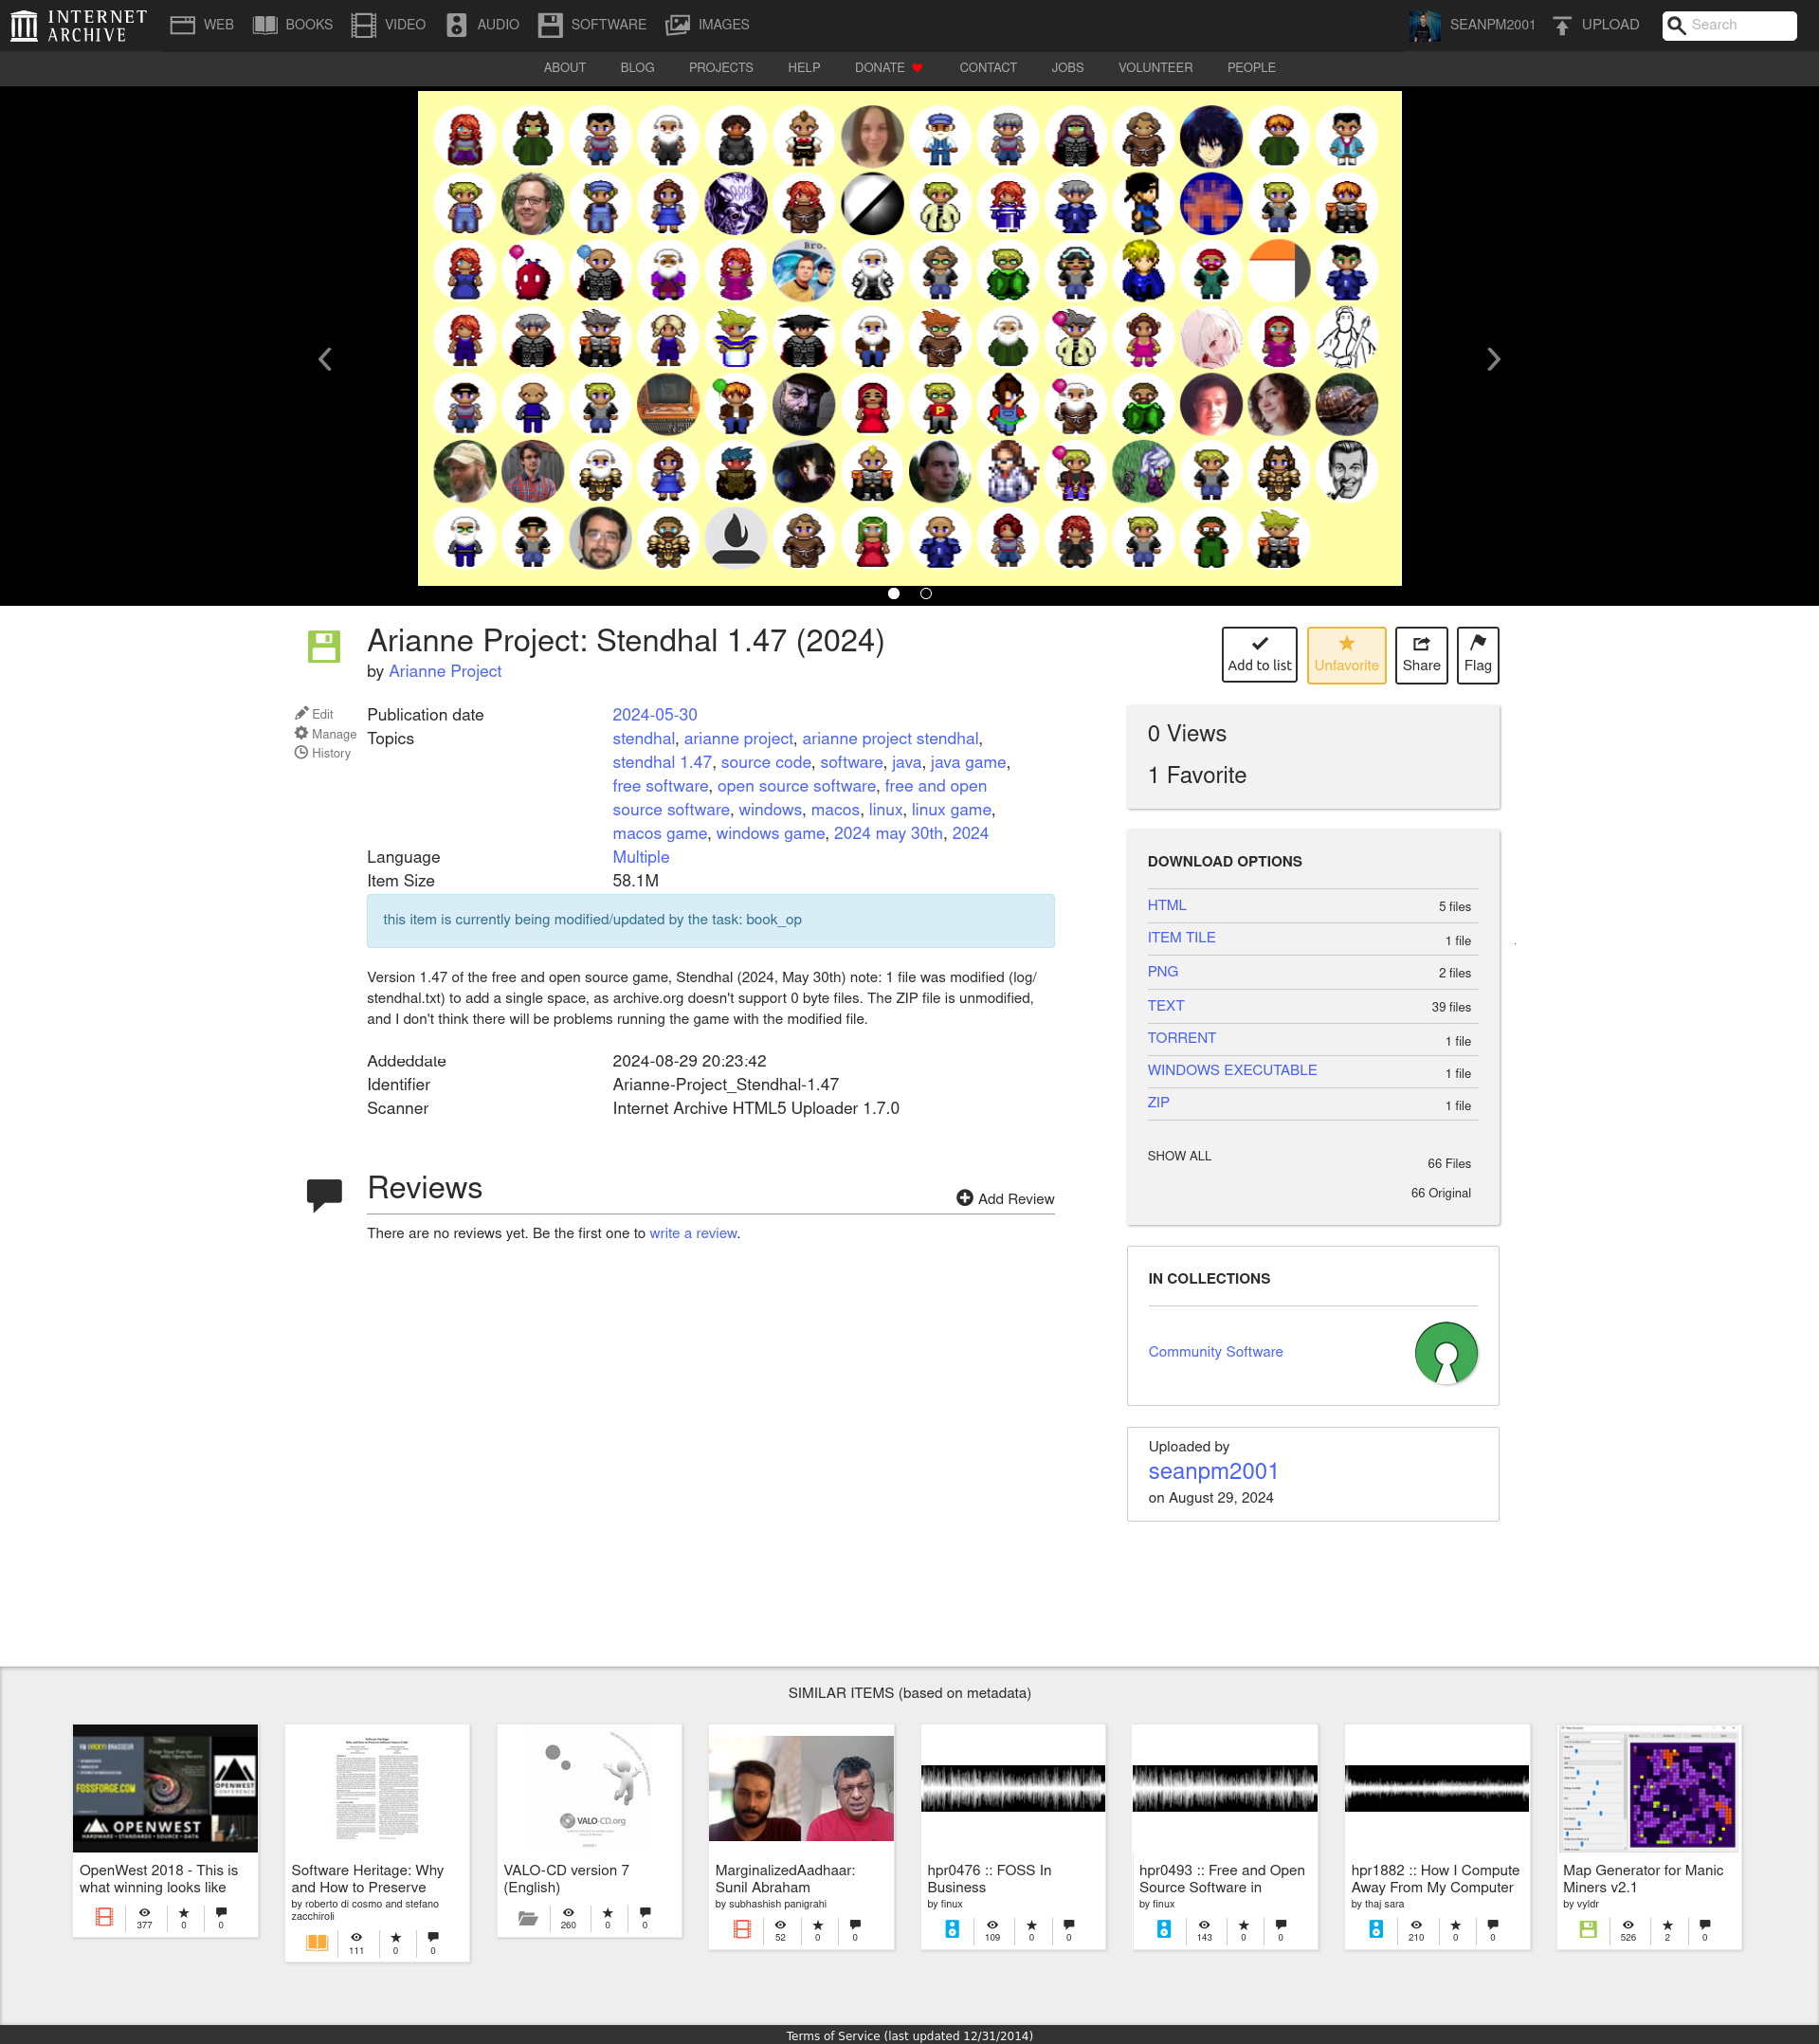 INTERNET ARCHIVE
WEB BOOKS VIDEO AUDIO SOFTWARE IMAGES SEANPM2001 UPLOAD Search
ABOUT BLOG PROJECTS HELP DONATE CONTACT JOBS VOLUNTEER PEOPLE
Bro.
P
Arianne Project: Stendhal 1.47 (2024)
by Arianne Project
Add to list
Unfavorite
Share
Flag
Edit
Manage
History
Publication date 2024-05-30
Topics stendhal, arianne project, arianne project stendhal,
stendhal 1.47, source code, software, java, java game,
free software, open source software, free and open
source software, windows, macos, linux, linux game,
macos game, windows game, 2024 may 30th, 2024
Language Multiple
Item Size 58.1M
this item is currently being modified/updated by the task: book_op
Version 1.47 of the free and open source game, Stendhal (2024, May 30th) note: 1 file was modified (log/
stendhal.txt) to add a single space, as archive.org doesn't support 0 byte files. The ZIP file is unmodified,
and I don't think there will be problems running the game with the modified file.
Addeddate 2024-08-29 20:23:42
Identifier Arianne-Project_Stendhal-1.47
Scanner Internet Archive HTML5 Uploader 1.7.0
Reviews
Add Review
There are no reviews yet. Be the first one to write a review.
0 Views
1 Favorite
DOWNLOAD OPTIONS
HTML 5 files
ITEM TILE 1 file
PNG 2 files
TEXT 39 files
TORRENT 1 file
WINDOWS EXECUTABLE 1 file
ZIP 1 file
SHOW ALL 66 Files
66 Original
IN COLLECTIONS
Community Software
Uploaded by
seanpm2001
on August 29, 2024
SIMILAR ITEMS (based on metadata)
FOSSFORGE.COM
OPENWEST
CONFERENCE
OPENWEST
HARDWARE • STANDARDS • SOURCE • DATA
OpenWest 2018 - This is
what winning looks like
377 0 0
Software Heritage: Why
and How to Preserve
by roberto di cosmo and stefano
zacchiroli
111 0 0
VALO-CD.org
VALO-CD version 7
(English)
260 0 0
MarginalizedAadhaar:
Sunil Abraham
by subhashish panigrahi
52 0 0
hpr0476 :: FOSS In
Business
by finux
109 0 0
hpr0493 :: Free and Open
Source Software in
by finux
143 0 0
hpr1882 :: How I Compute
Away From My Computer
by thaj sara
210 0 0
Map Generator for Manic
Miners v2.1
by vyldr
526 2 0
Terms of Service (last updated 12/31/2014)